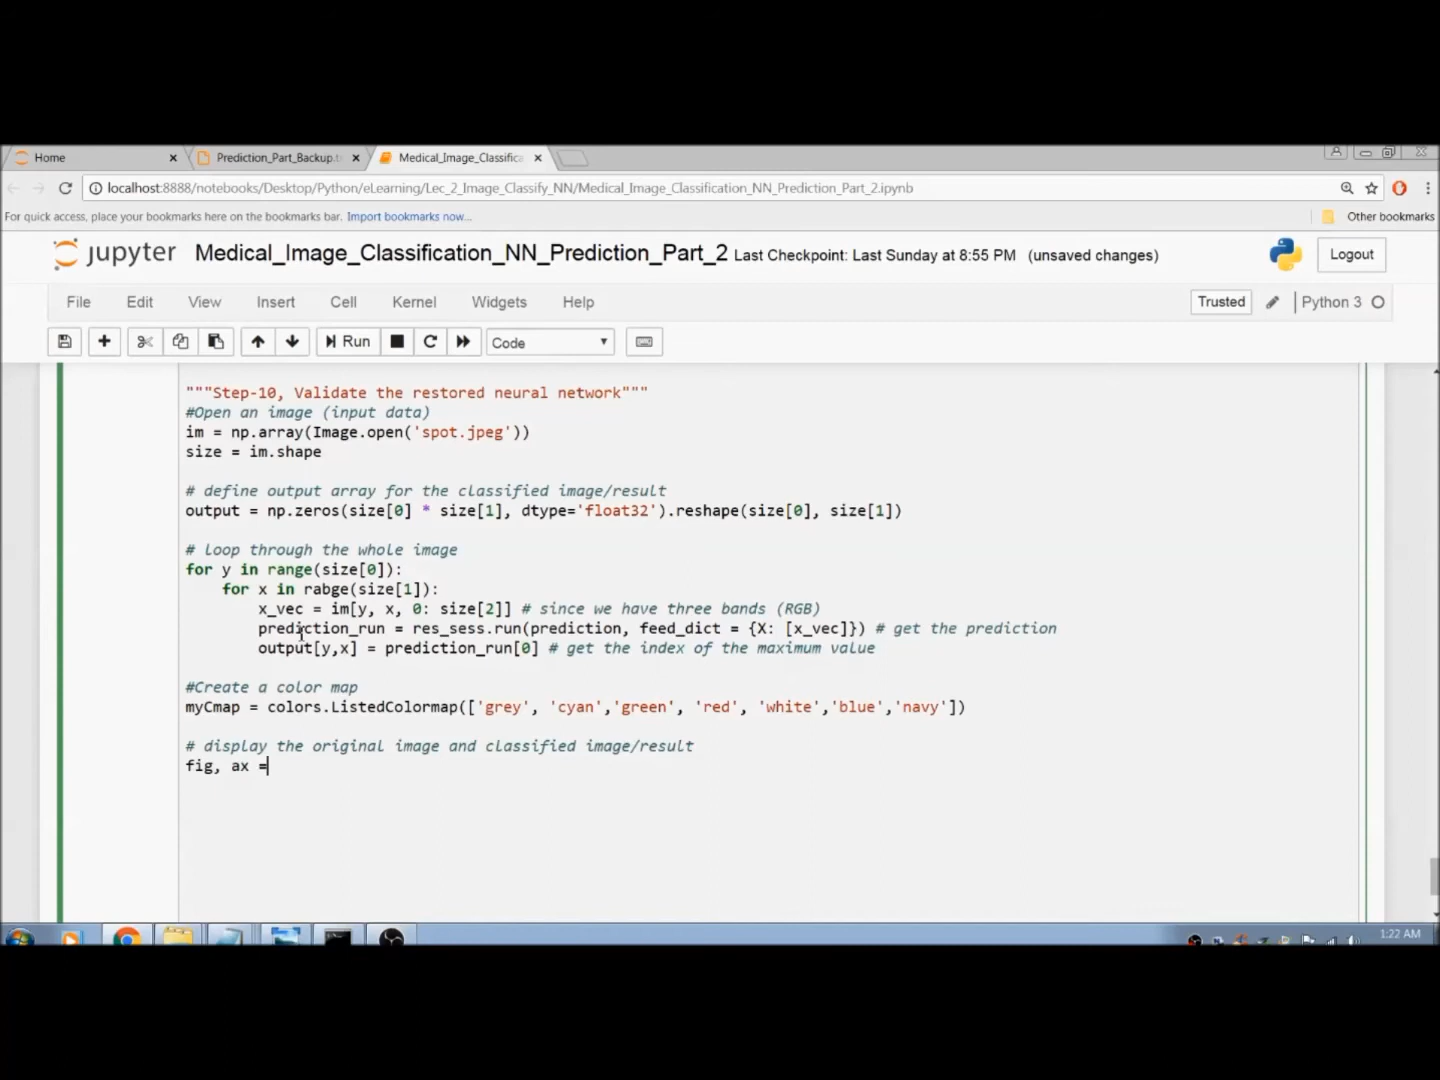 Home
Prediction_Part_Backup.t
Medical_Image_Classifica
localhost:8888/notebooks/Desktop/Python/eLearning/Lec_2_Image_Classify_NN/Medical_Image_Classification_NN_Prediction_Part_2.ipynb
For quick access, place your bookmarks here on the bookmarks bar. Import bookmarks now...
Other bookmarks
jupyter Medical_Image_Classification_NN_Prediction_Part_2 Last Checkpoint: Last Sunday at 8:55 PM (unsaved changes)
Logout
File Edit View Insert Cell Kernel Widgets Help
Trusted
Python 3
Run
Code
"""Step-10, Validate the restored neural network"""
#Open an image (input data)
im = np.array(Image.open('spot.jpeg'))
size = im.shape
# define output array for the classified image/result
output = np.zeros(size[0] * size[1], dtype='float32').reshape(size[0], size[1])
# loop through the whole image
for y in range(size[0]):
for x in rabge(size[1]):
x_vec = im[y, x, 0: size[2]] # since we have three bands (RGB)
prediction_run = res_sess.run(prediction, feed_dict = {X: [x_vec]}) # get the prediction
output[y,x] = prediction_run[0] # get the index of the maximum value
#Create a color map
myCmap = colors.ListedColormap(['grey', 'cyan','green', 'red', 'white','blue','navy'])
# display the original image and classified image/result
fig, ax =
1:22 AM